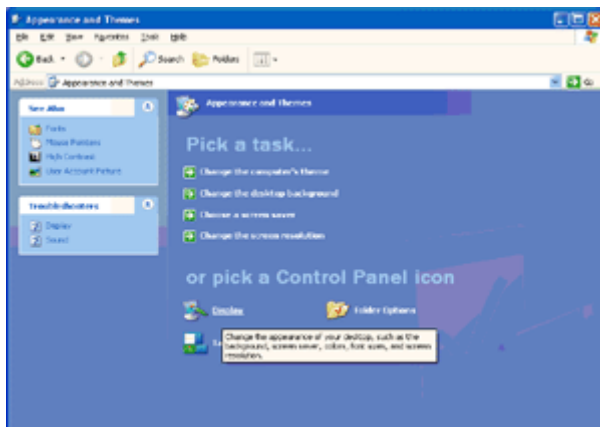 Appearance and Themes
File Edit View Favorites Tools Help
Back Search Folders
Address Appearance and Themes Go
See Also
Fonts
Mouse Pointers
High Contrast
User Account Picture
Troubleshooters
Display
Sound
Appearance and Themes
Pick a task...
Change the computer's theme
Change the desktop background
Choose a screen saver
Change the screen resolution
or pick a Control Panel icon
Display
Folder Options
Change the appearance of your desktop, such as the
background, screen saver, colors, font sizes, and screen
resolution.